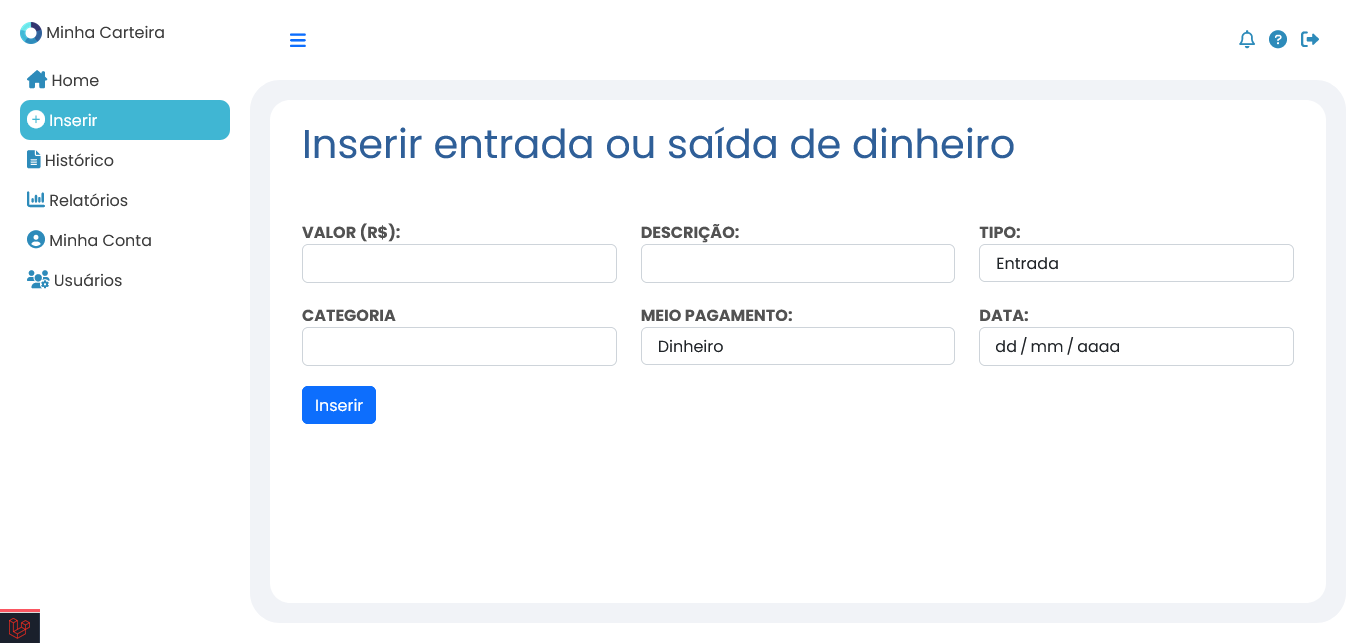 Minha Carteira
Home
Inserir
Histórico
Relatórios
Minha Conta
Usuários
Inserir entrada ou saída de dinheiro
VALOR (R$):
DESCRIÇÃO:
TIPO:
Entrada
CATEGORIA
MEIO PAGAMENTO:
Dinheiro
DATA:
dd / mm / aaaa
Inserir